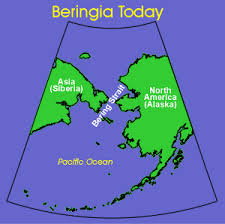 Beringia Today
Asia
(Siberia)
Bering Strait
North
America
(Alaska)
Pacific Ocean